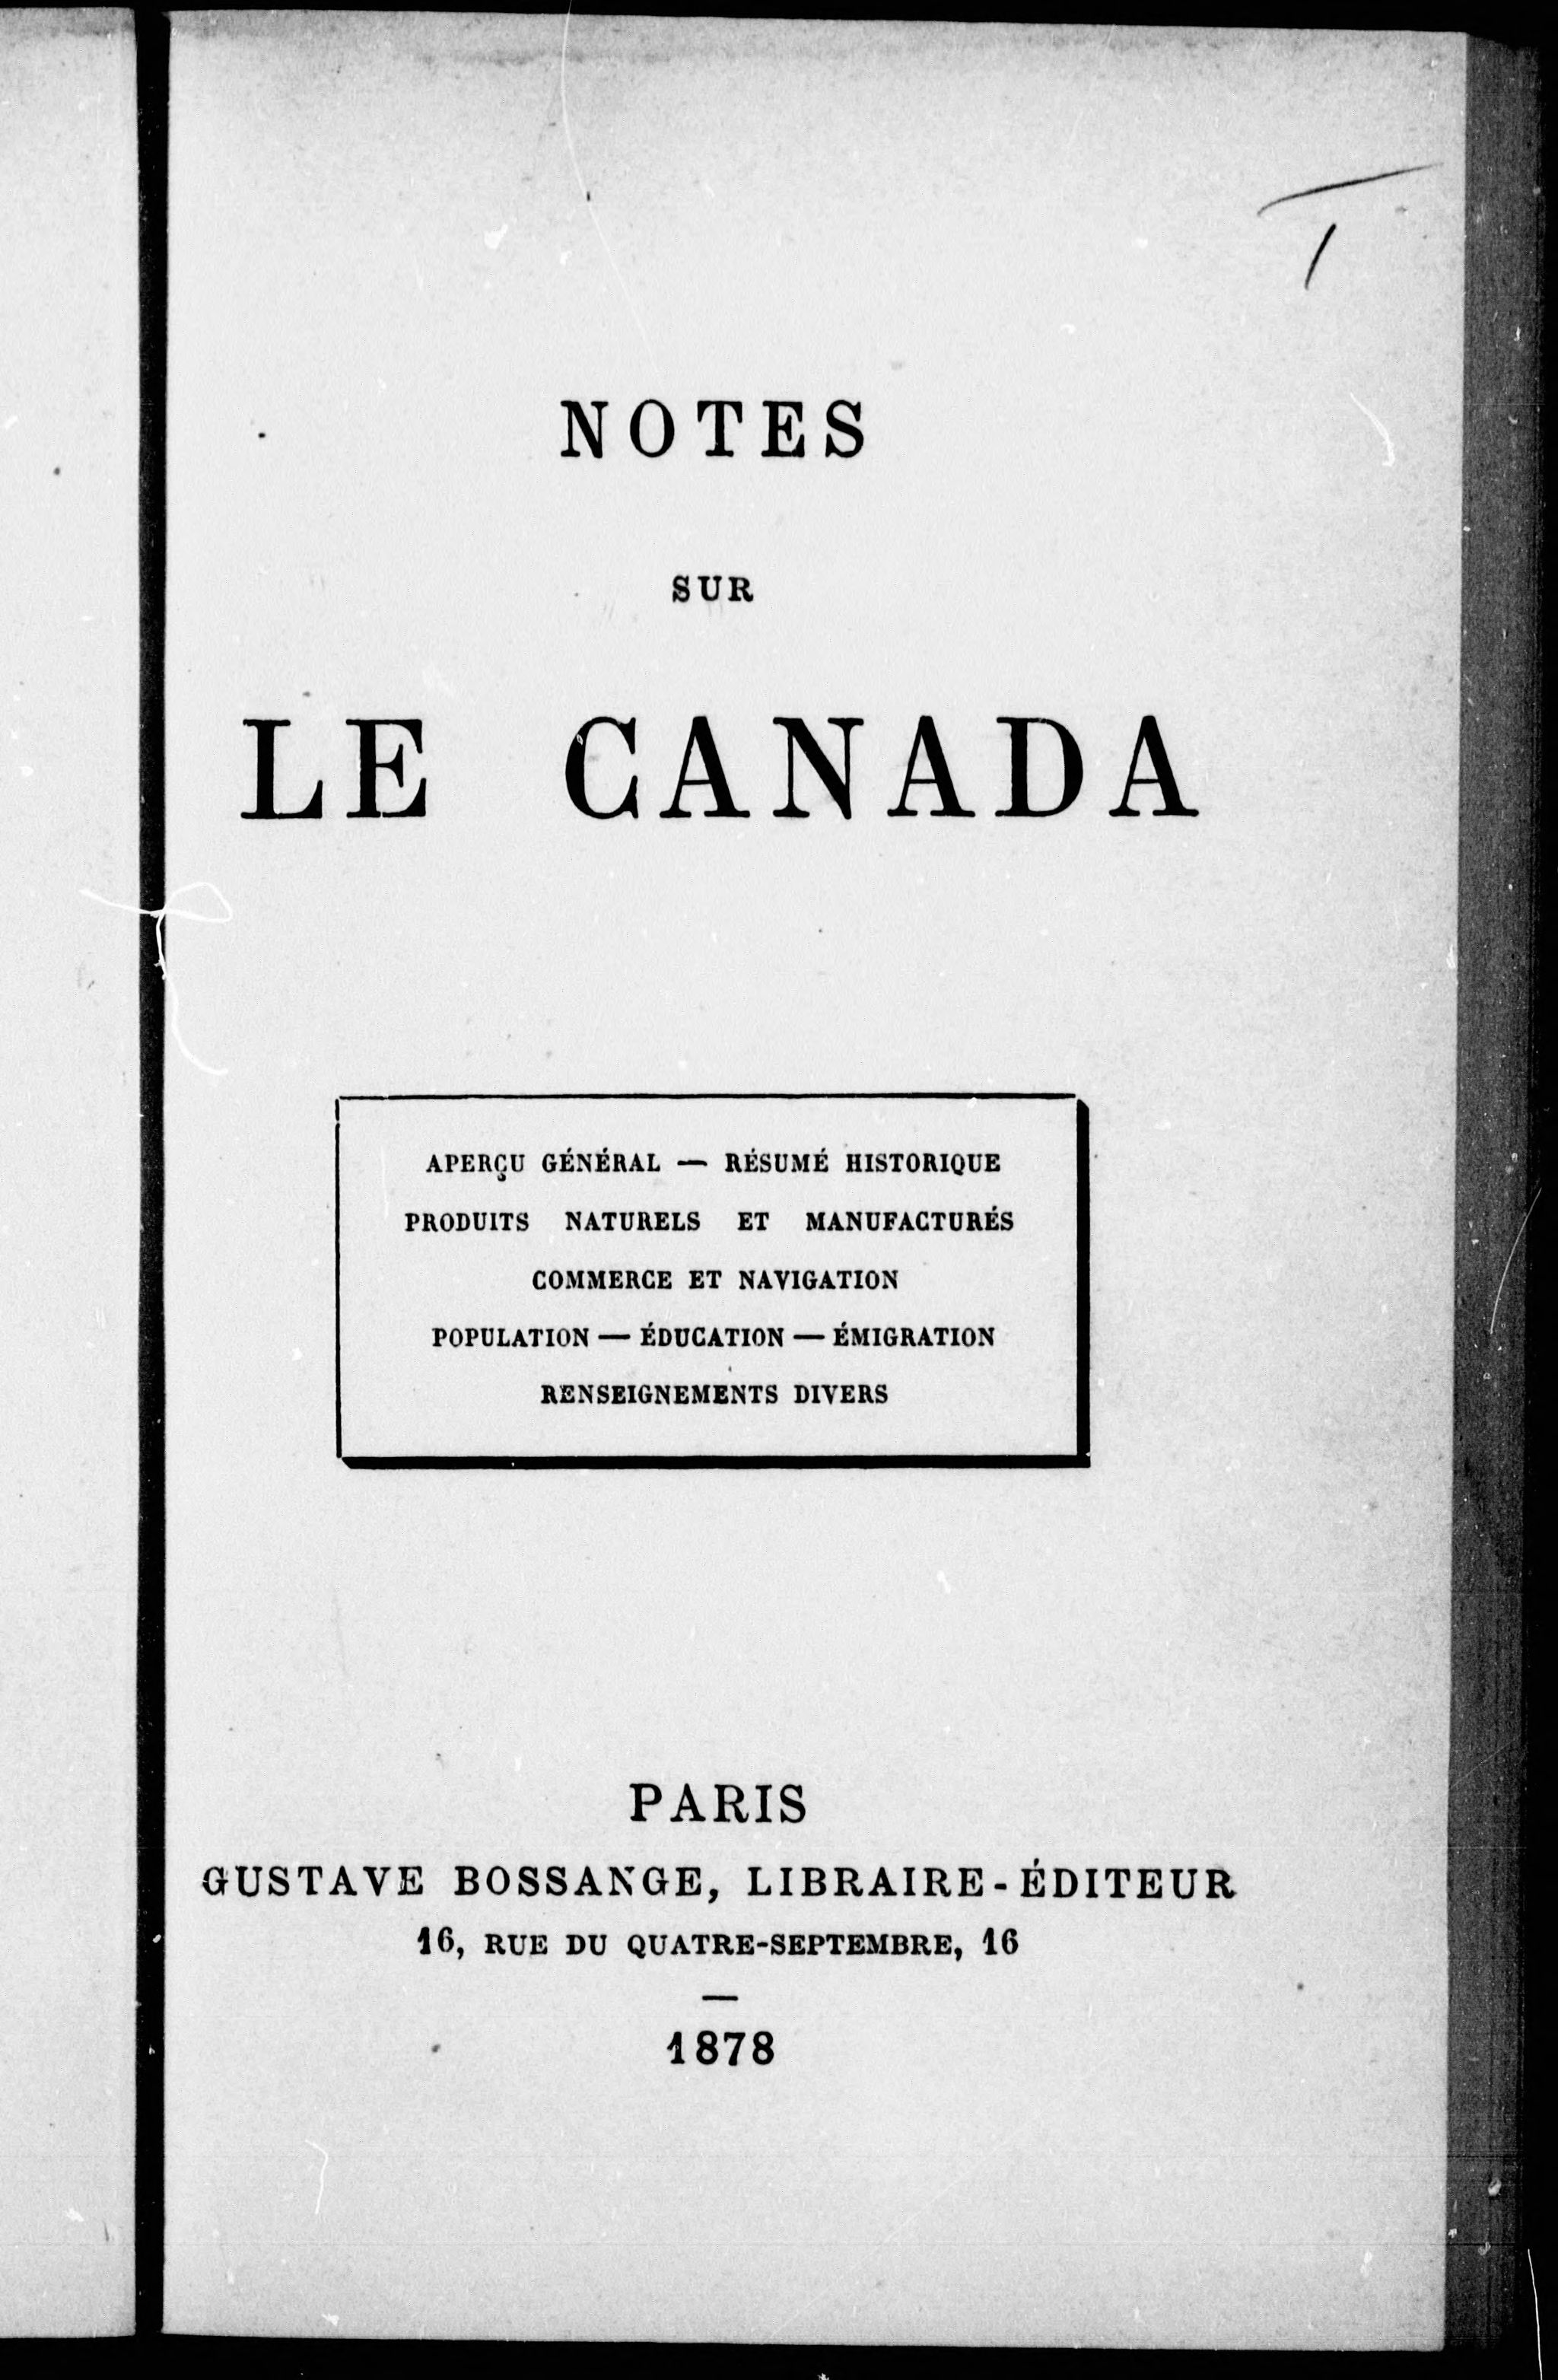 NOTES
SUR
LE CANADA
APERÇU GÉNÉRAL — RÉSUMÉ HISTORIQUE
PRODUITS NATURELS ET MANUFACTURÉS
COMMERCE ET NAVIGATION
POPULATION — ÉDUCATION — ÉMIGRATION
RENSEIGNEMENTS DIVERS
PARIS
GUSTAVE BOSSANGE, LIBRAIRE-ÉDITEUR
16, RUE DU QUATRE-SEPTEMBRE, 16
—
1878